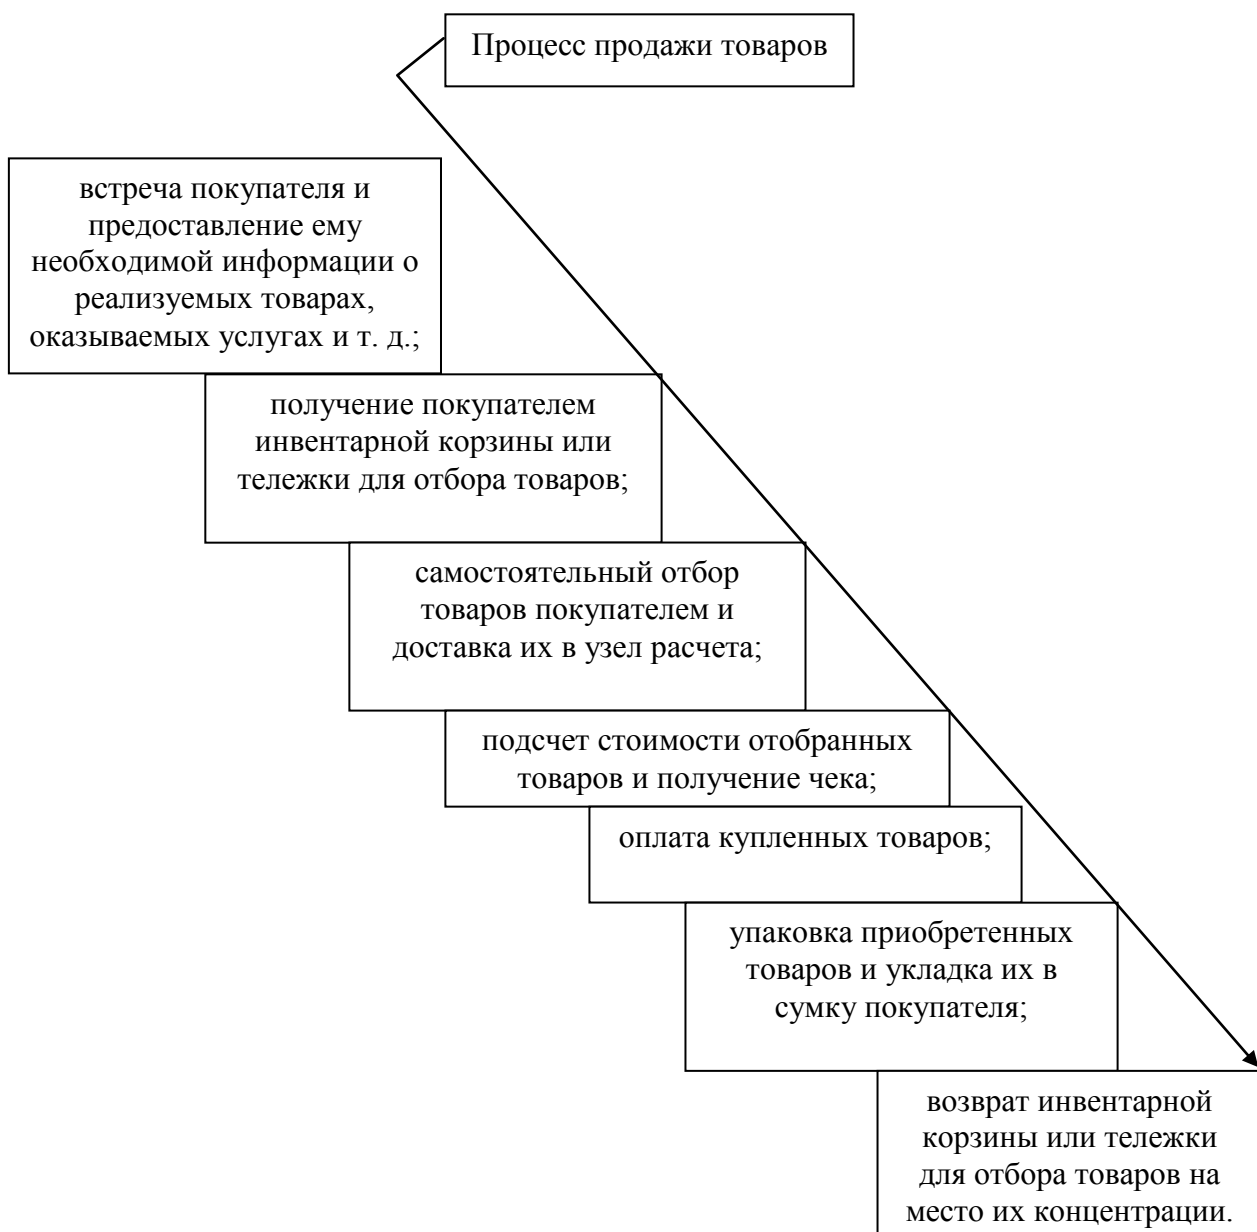 Процесс продажи товаров
встреча покупателя и
предоставление ему
необходимой информации о
реализуемых товарах,
оказываемых услугах и т. д.;
получение покупателем
инвентарной корзины или
тележки для отбора товаров;
самостоятельный отбор
товаров покупателем и
доставка их в узел расчета;
подсчет стоимости отобранных
товаров и получение чека;
оплата купленных товаров;
упаковка приобретенных
товаров и укладка их в
сумку покупателя;
возврат инвентарной
корзины или тележки
для отбора товаров на
место их концентрации.